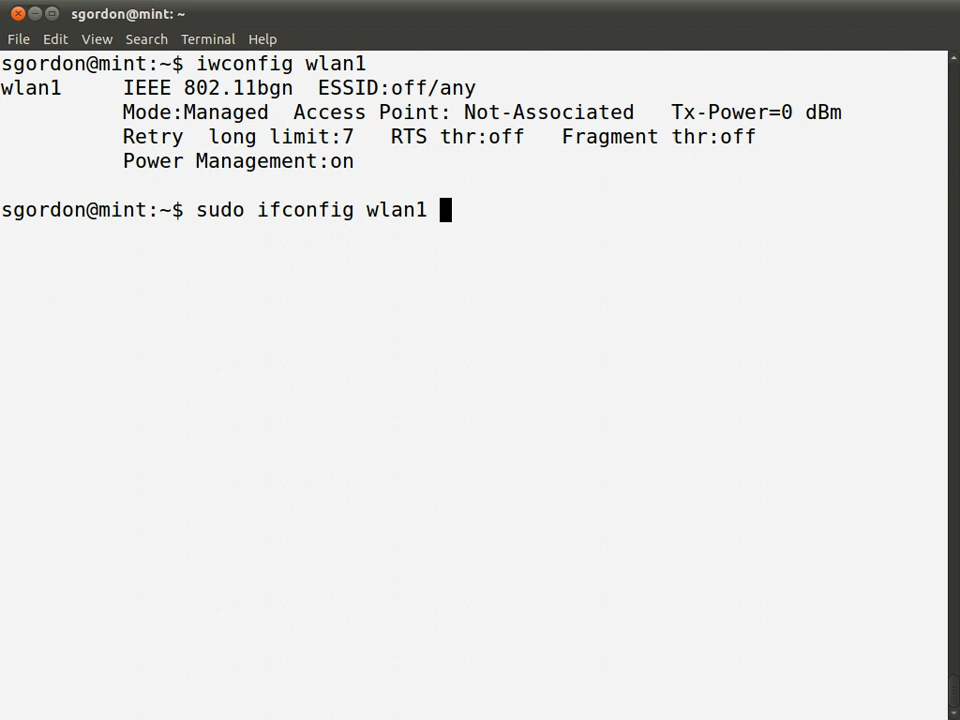 sgordon@mint: ~
File Edit View Search Terminal Help
sgordon@mint:~$ iwconfig wlan1
wlan1     IEEE 802.11bgn  ESSID:off/any
          Mode:Managed  Access Point: Not-Associated   Tx-Power=0 dBm
          Retry  long limit:7   RTS thr:off   Fragment thr:off
          Power Management:on
sgordon@mint:~$ sudo ifconfig wlan1